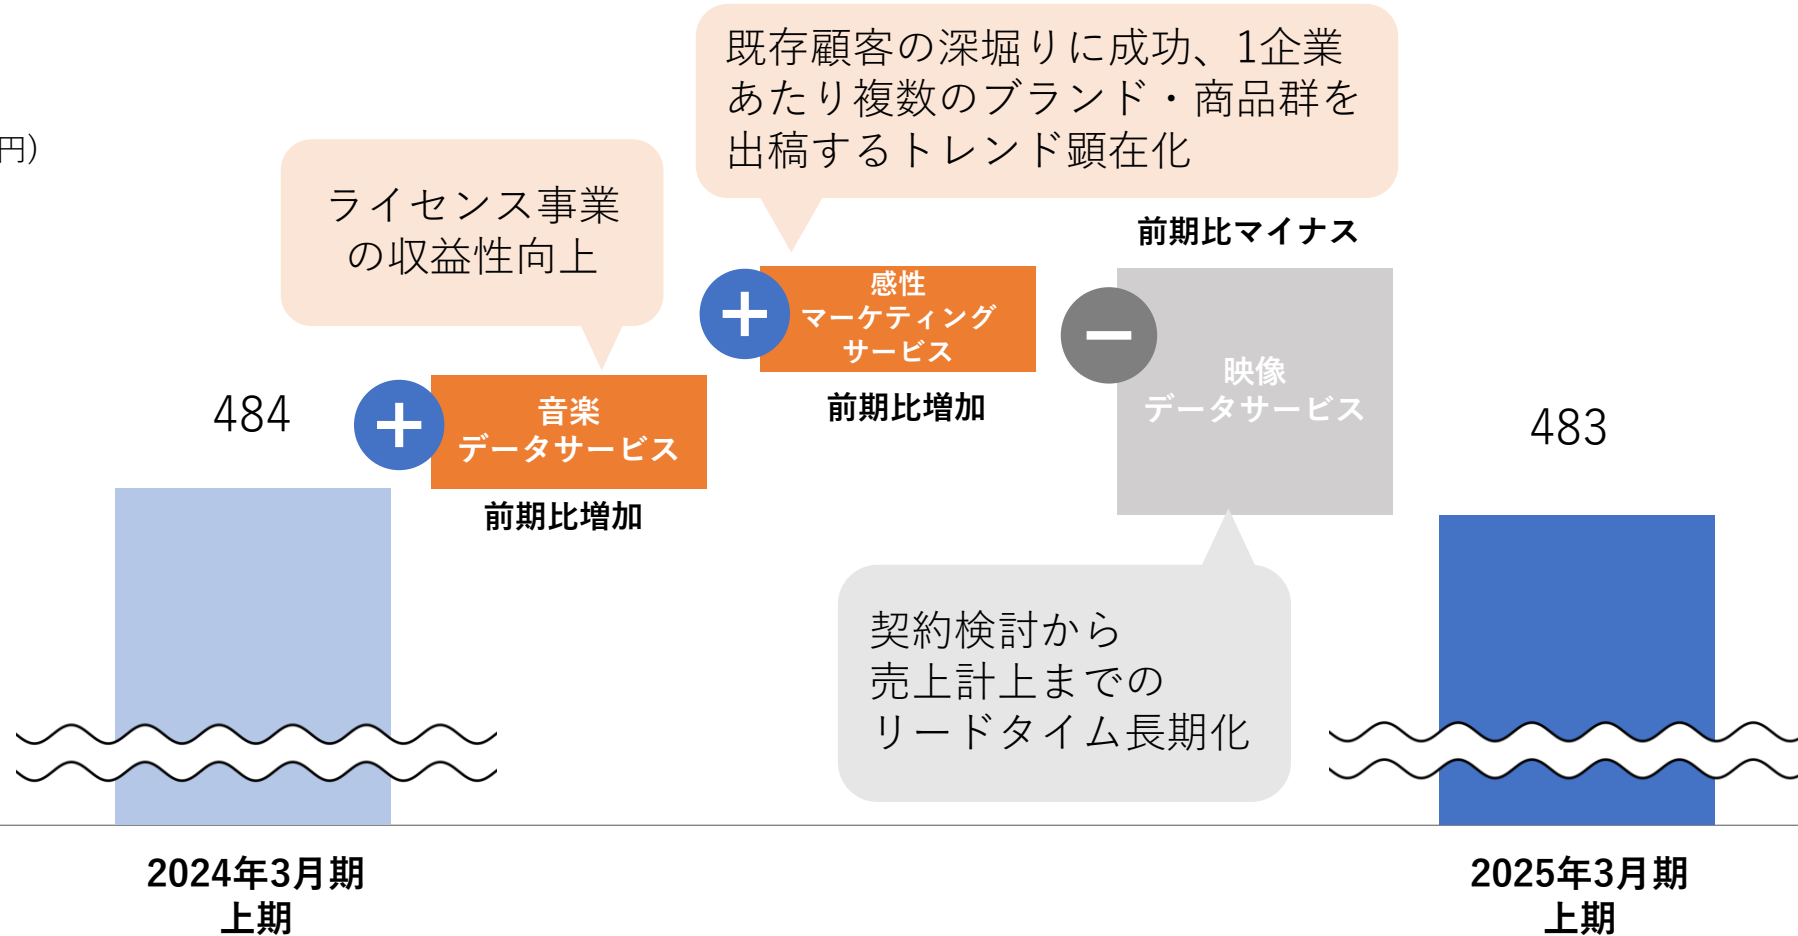 円)
既存顧客の深堀りに成功、1企業
あたり複数のブランド・商品群を
出稿するトレンド顕在化
ライセンス事業
の収益性向上
前期比マイナス
+
感性
マーケティング
サービス
前期比増加
−
映像
データサービス
484
+
音楽
データサービス
前期比増加
483
契約検討から
売上計上までの
リードタイム長期化
2024年3月期
上期
2025年3月期
上期